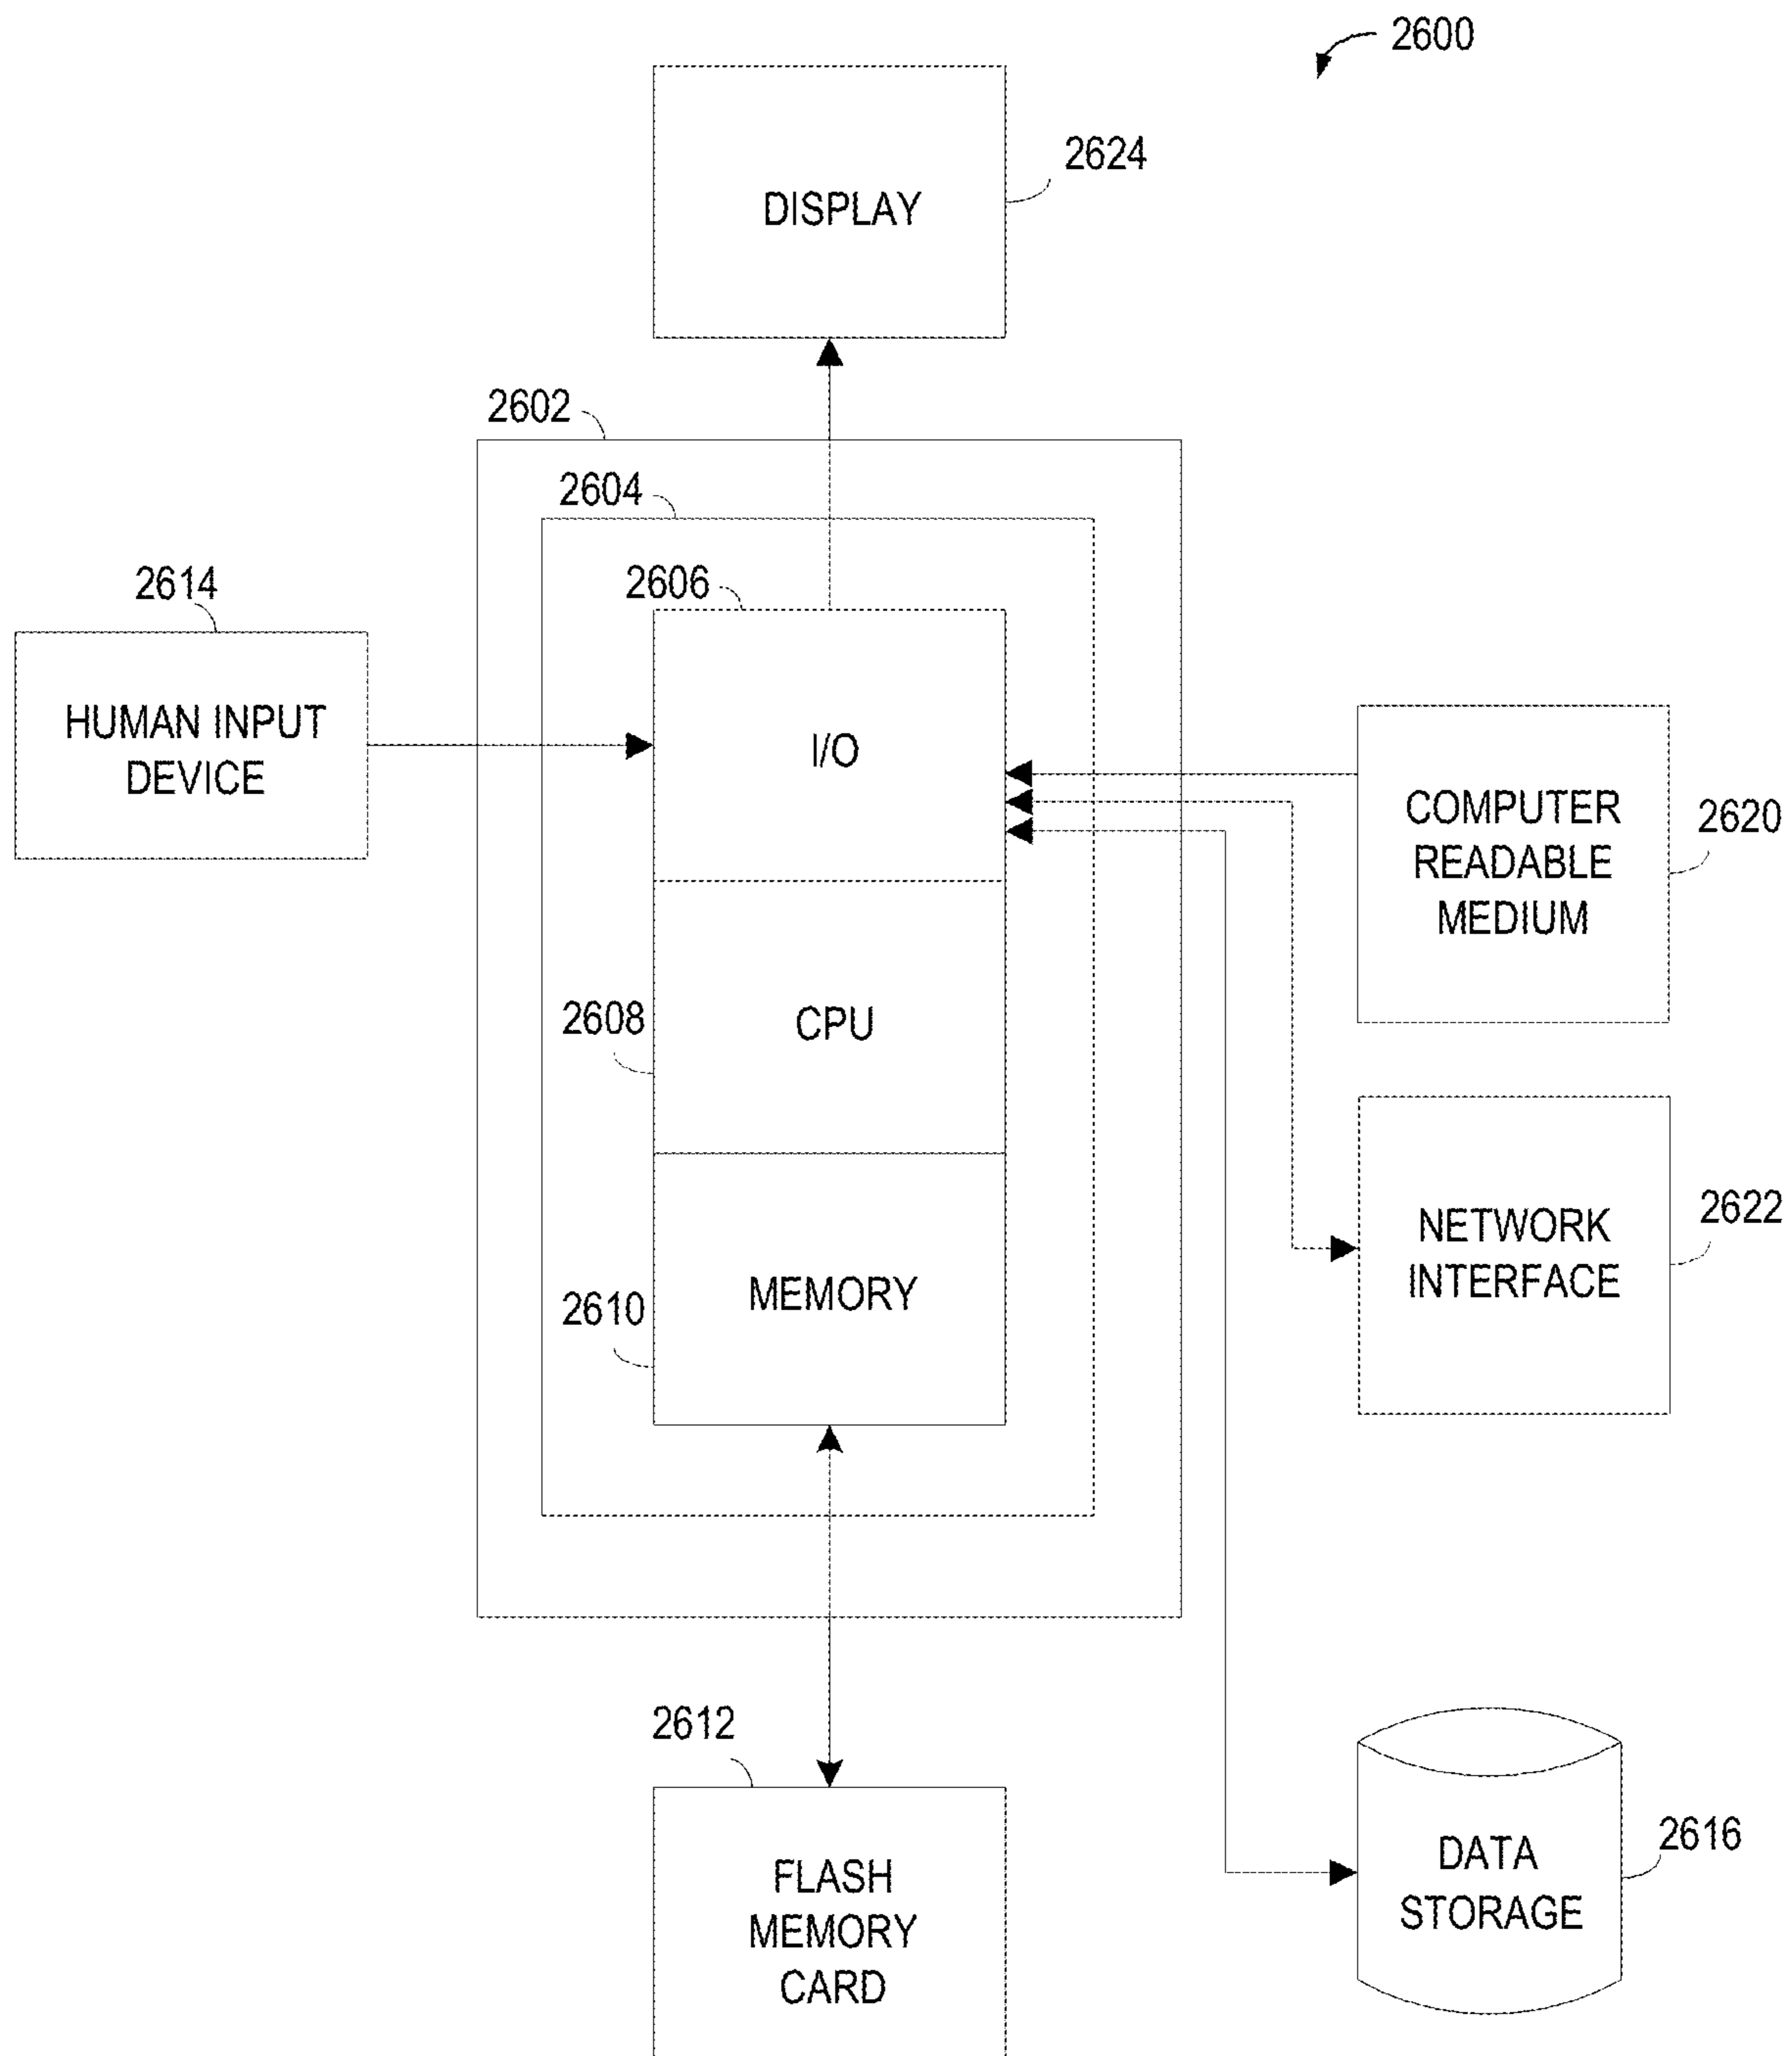 2600
DISPLAY
2624
2602
2604
2606
2614
HUMAN INPUT
DEVICE
I/O
COMPUTER
READABLE
MEDIUM
2620
2608
CPU
2610
MEMORY
NETWORK
INTERFACE
2622
2612
FLASH
MEMORY
CARD
DATA
STORAGE
2616